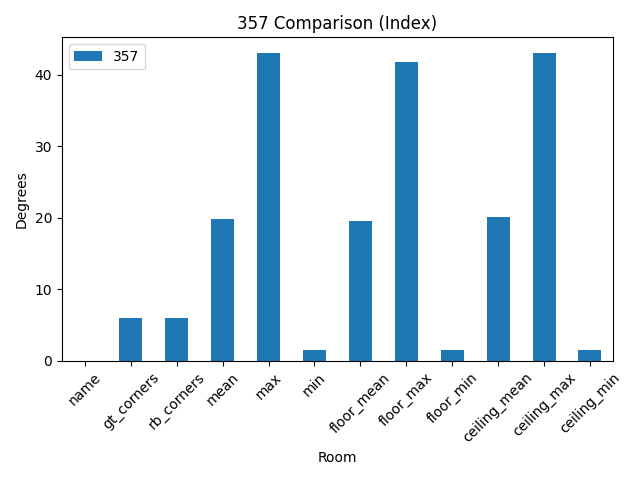 357 Comparison (Index)
357
Degrees
40
30
20
10
0
name
gt_corners
rb_corners
mean
max
min
floor_mean
floor_max
floor_min
ceiling_mean
ceiling_max
ceiling_min
Room